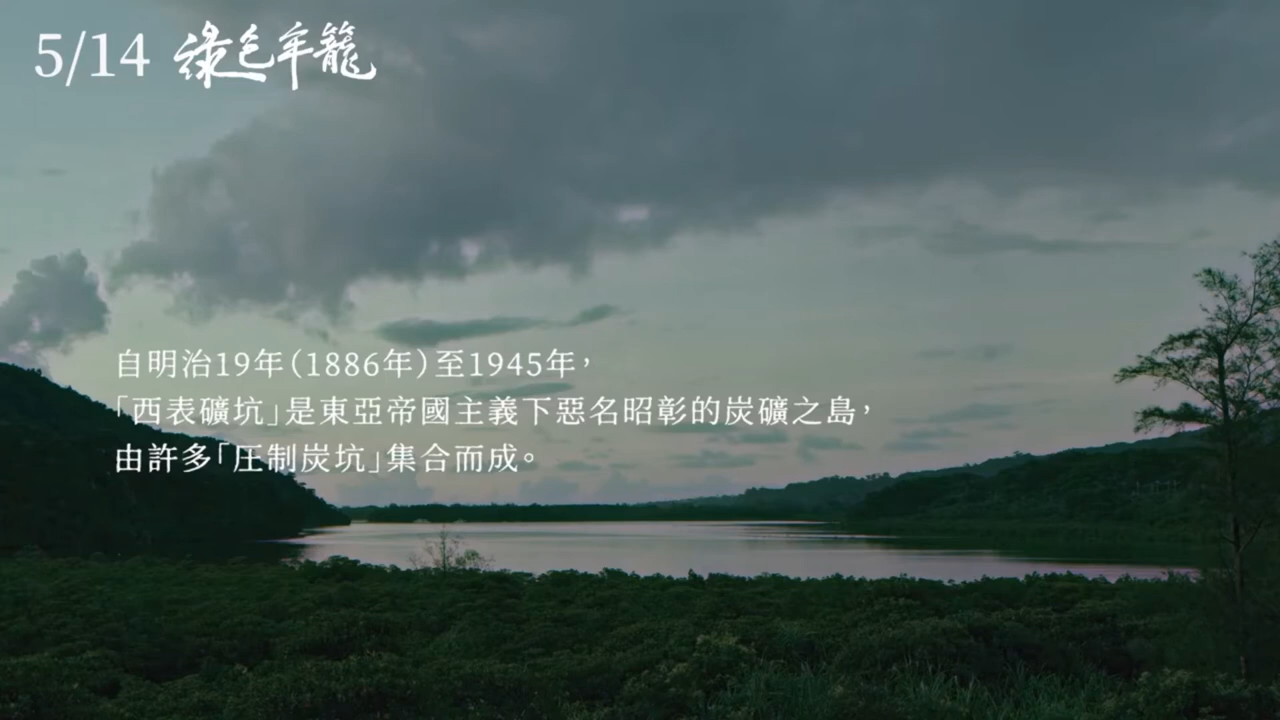 5/14 綠色牢籠
自明治19年（1886年）至1945年，
「西表礦坑」是東亞帝國主義下惡名昭彰的炭礦之島，
由許多「圧制炭坑」集合而成。